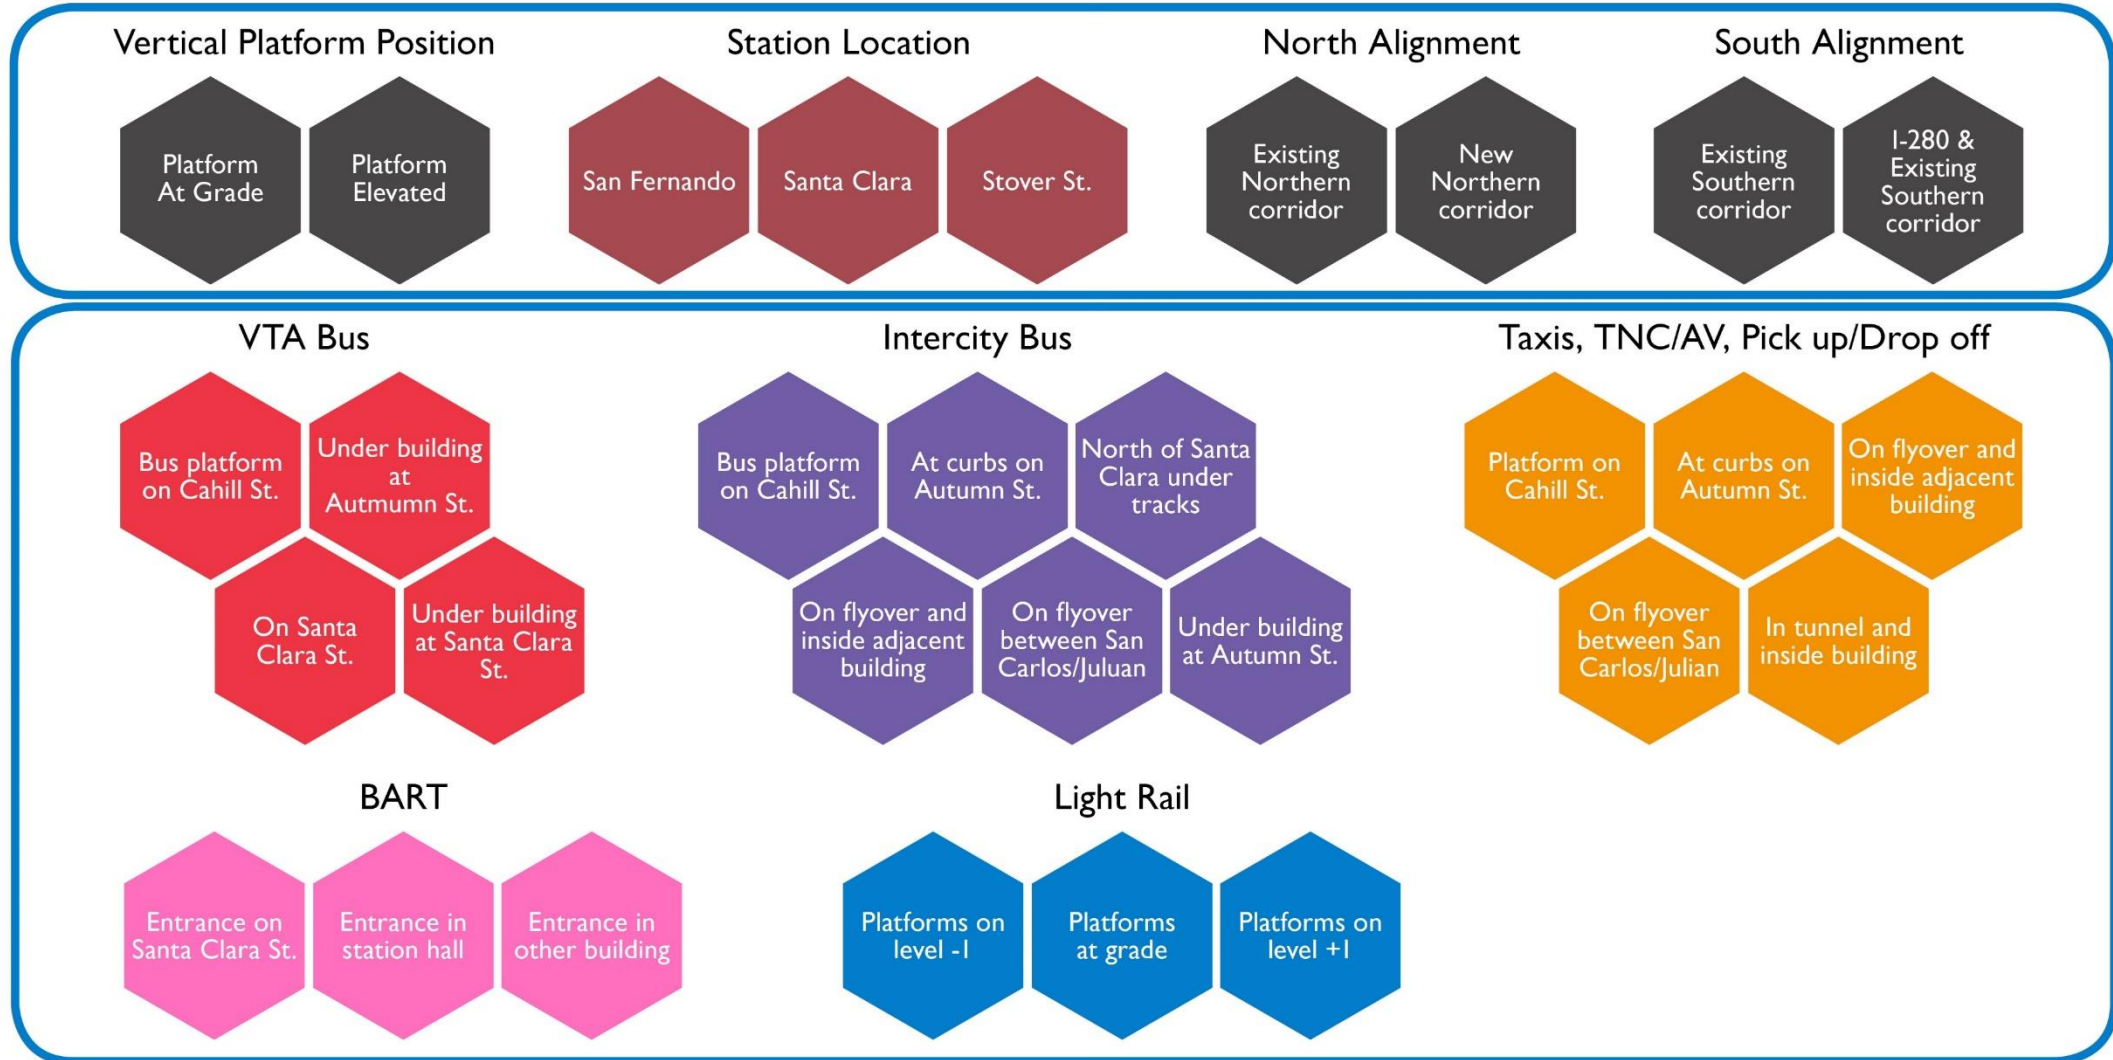 Vertical Platform Position
Station Location
North Alignment
South Alignment
Platform
At Grade
Platform
Elevated
San Fernando
Santa Clara
Stover St.
Existing
Northern
corridor
New
Northern
corridor
Existing
Southern
corridor
I-280 &
Existing
Southern
corridor
VTA Bus
Intercity Bus
Taxis, TNC/AV, Pick up/Drop off
Bus platform
on Cahill St.
Under building
at
Autmumn St.
On Santa
Clara St.
Under building
at Santa Clara
St.
Bus platform
on Cahill St.
At curbs on
Autumn St.
North of Santa
Clara under
tracks
On flyover and
inside adjacent
building
On flyover
between San
Carlos/Juluan
Under building
at Autumn St.
Platform on
Cahill St.
At curbs on
Autumn St.
On flyover and
inside adjacent
building
On flyover
between San
Carlos/Julian
In tunnel and
inside building
BART
Light Rail
Entrance on
Santa Clara St.
Entrance in
station hall
Entrance in
other building
Platforms on
level -1
Platforms
at grade
Platforms on
level +1